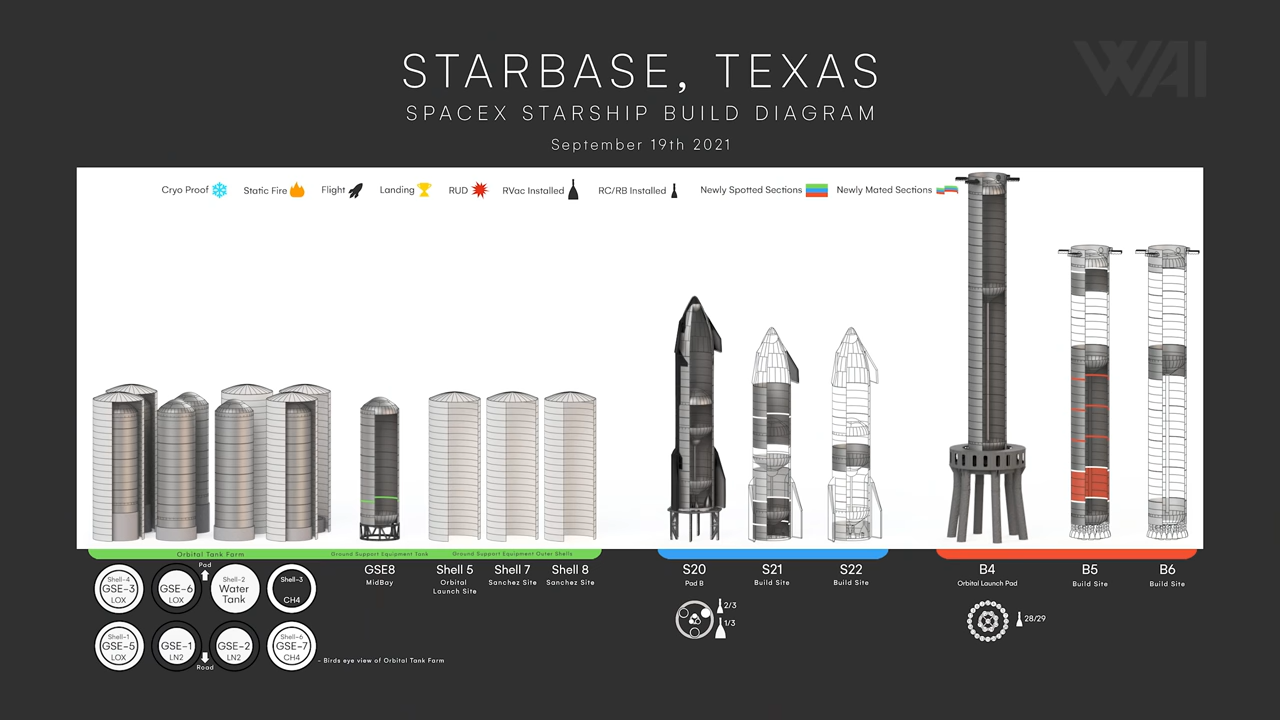 WAI
STARBASE, TEXAS
SPACEX STARSHIP BUILD DIAGRAM
September 19th 2021
Cryo Proof Static Fire Flight Landing RUD RVac Installed RC/RB Installed Newly Spotted Sections Newly Mated Sections
Orbital Tank Farm Ground Support Equipment Tank Ground Support Equipment Outer Shells
Pad
GSE8
MidBay
Shell 5
Orbital
Launch Site
Shell 7
Sanchez Site
Shell 8
Sanchez Site
S20
Pad B
S21
Build Site
S22
Build Site
B4
Orbital Launch Pad
B5
Build Site
B6
Build Site
Shell-4
GSE-3
LOX
GSE-6
LOX
Shell-2
Water
Tank
Shell-3
CH4
2/3
1/3
28/29
Shell-1
GSE-5
LOX
GSE-1
LN2
GSE-2
LN2
Shell-6
GSE-7
CH4
Road
- Birds eye view of Orbital Tank Farm